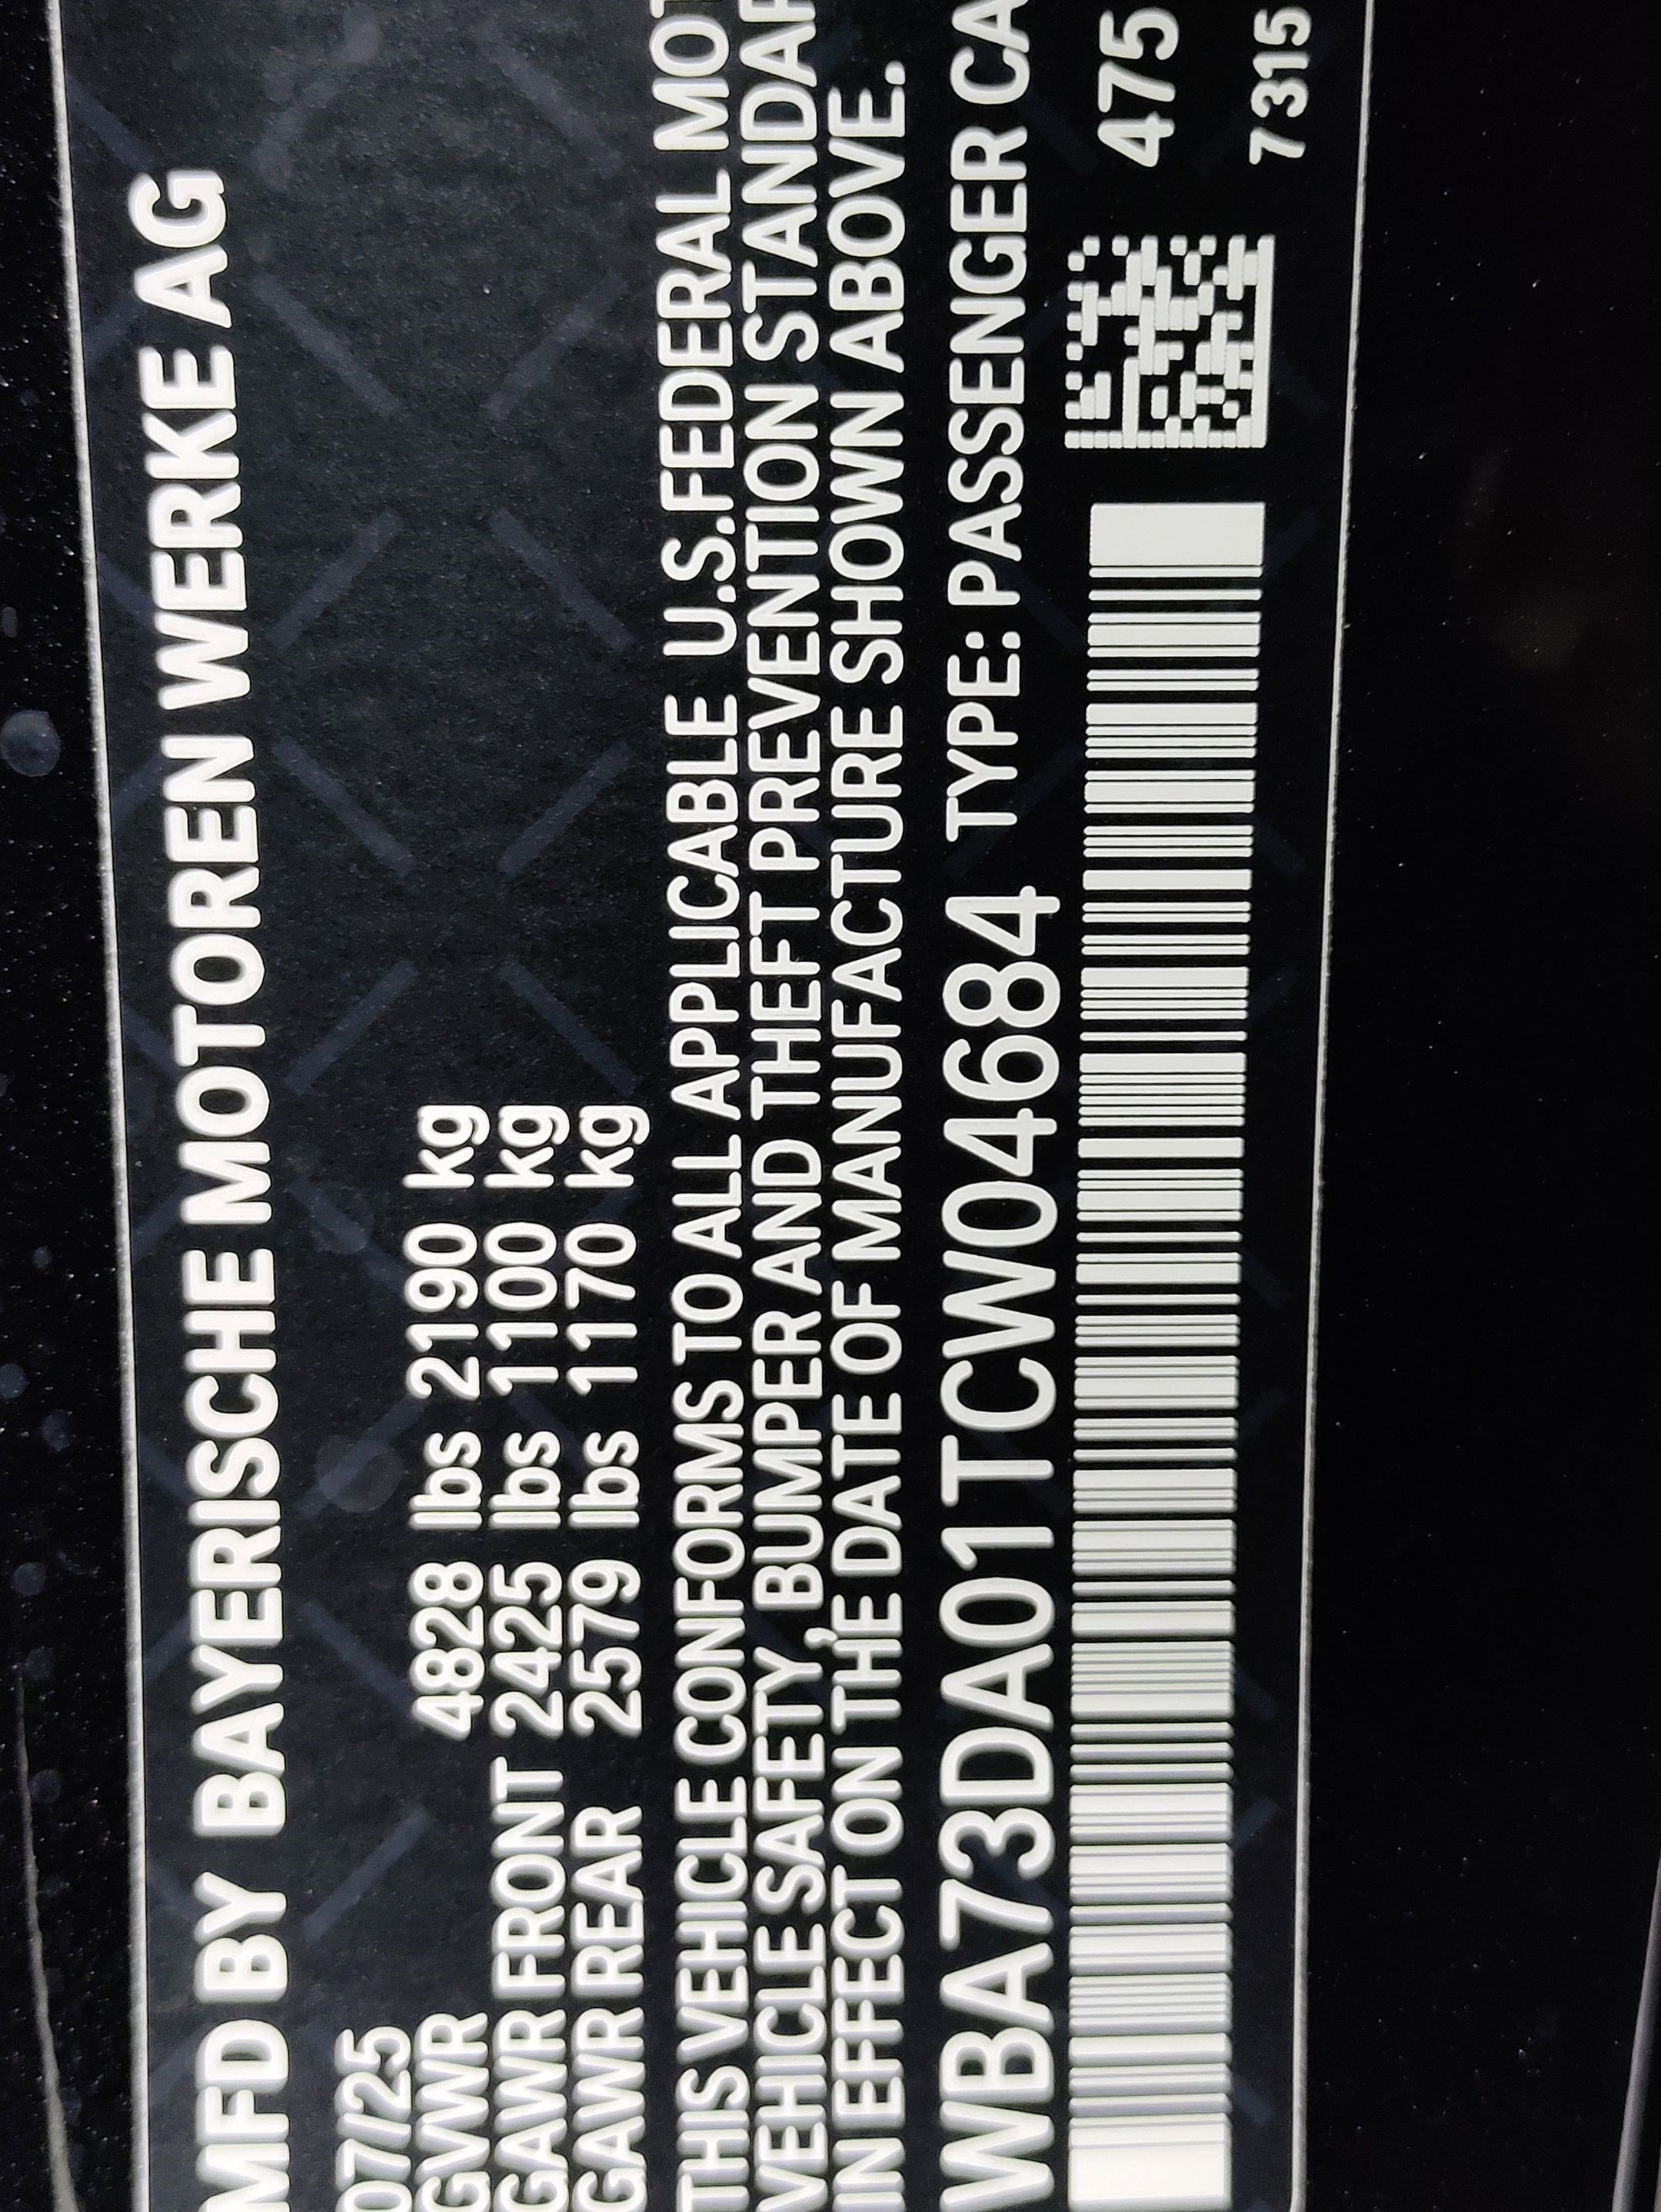 MFD BY BAYERISCHE MOTOREN WERKE AG
07/25
GVWR 4828 lbs 2190 kg
GAWR FRONT 2425 lbs 1100 kg
GAWR REAR 2579 lbs 1170 kg
THIS VEHICLE CONFORMS TO ALL APPLICABLE U.S.FEDERAL MOT
VEHICLE SAFETY, BUMPER AND THEFT PREVENTION STANDAR
IN EFFECT ON THE DATE OF MANUFACTURE SHOWN ABOVE.
WBA73DA01TCW04684 TYPE: PASSENGER CA
475
7315